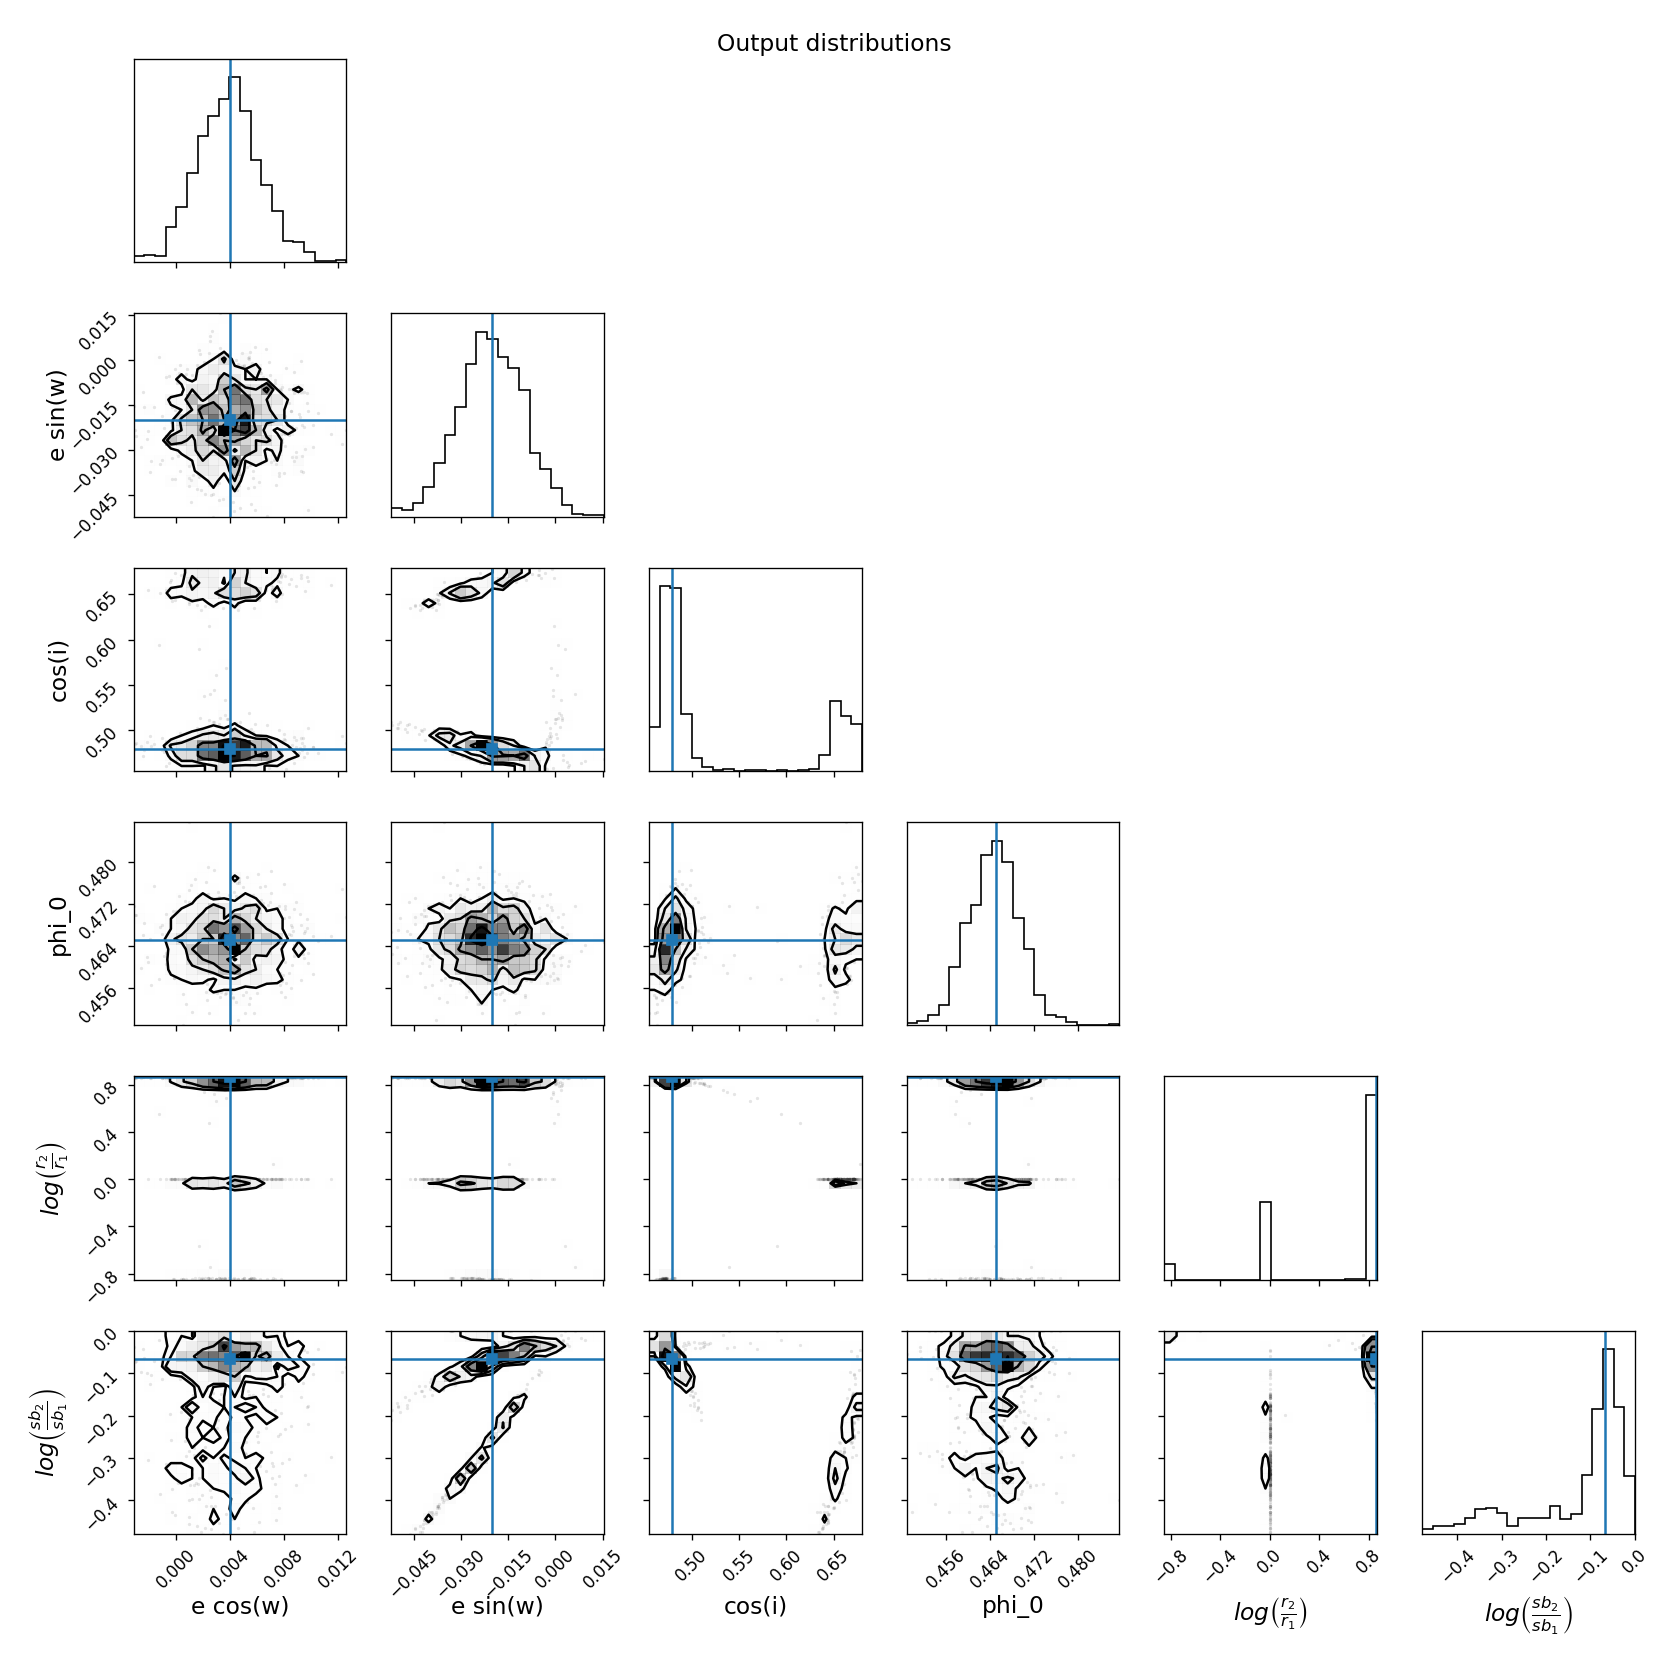 Output distributions
0.015
0.000
−0.015
−0.030
−0.045
e sin(w)
0.65
0.60
0.55
0.50
cos(i)
0.480
0.472
0.464
0.456
phi_0
0.8
0.4
0.0
−0.4
−0.8
log(r₂/r₁)
0.0
−0.1
−0.2
−0.3
−0.4
log(sb₂/sb₁)
0.000 0.004 0.008 0.012
−0.045 −0.030 −0.015 0.000 0.015
0.50 0.55 0.60 0.65
0.456 0.464 0.472 0.480
−0.8 −0.4 0.0 0.4 0.8
−0.4 −0.3 −0.2 −0.1 0.0
e cos(w) e sin(w) cos(i) phi_0 log(r₂/r₁) log(sb₂/sb₁)